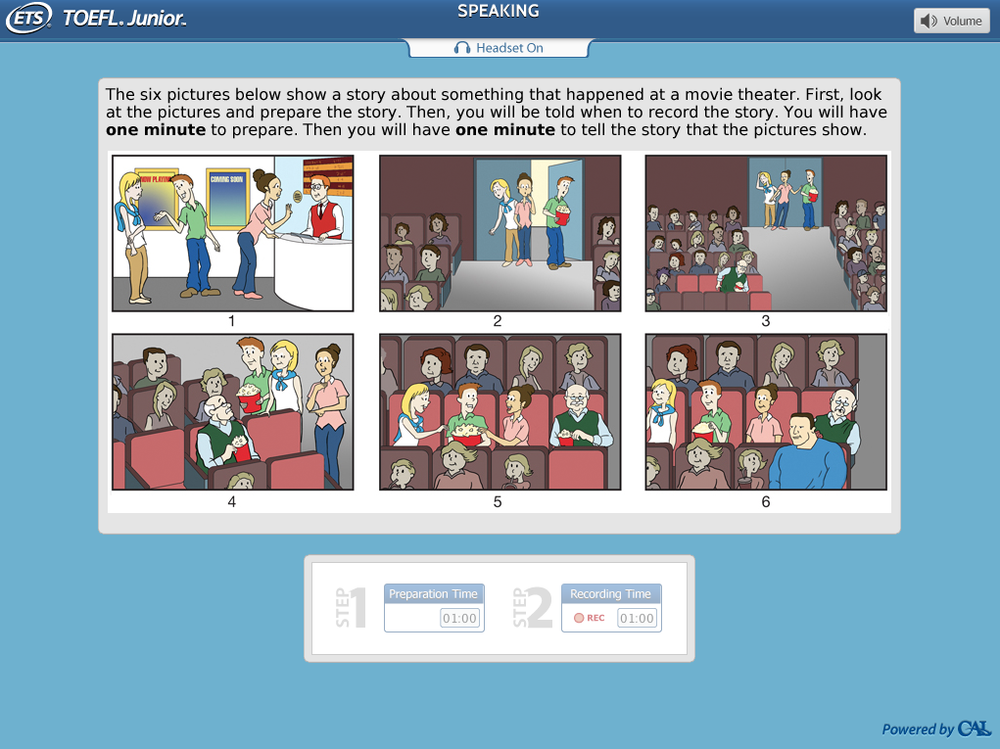 ETS TOEFL® Junior™
SPEAKING
Volume
Headset On
The six pictures below show a story about something that happened at a movie theater. First, look
at the pictures and prepare the story. Then, you will be told when to record the story. You will have
one minute to prepare. Then you will have one minute to tell the story that the pictures show.
NOW PLAYING
COMING SOON
1
2
3
4
5
6
STEP 1
Preparation Time
01:00
STEP 2
Recording Time
REC
01:00
Powered by CAL